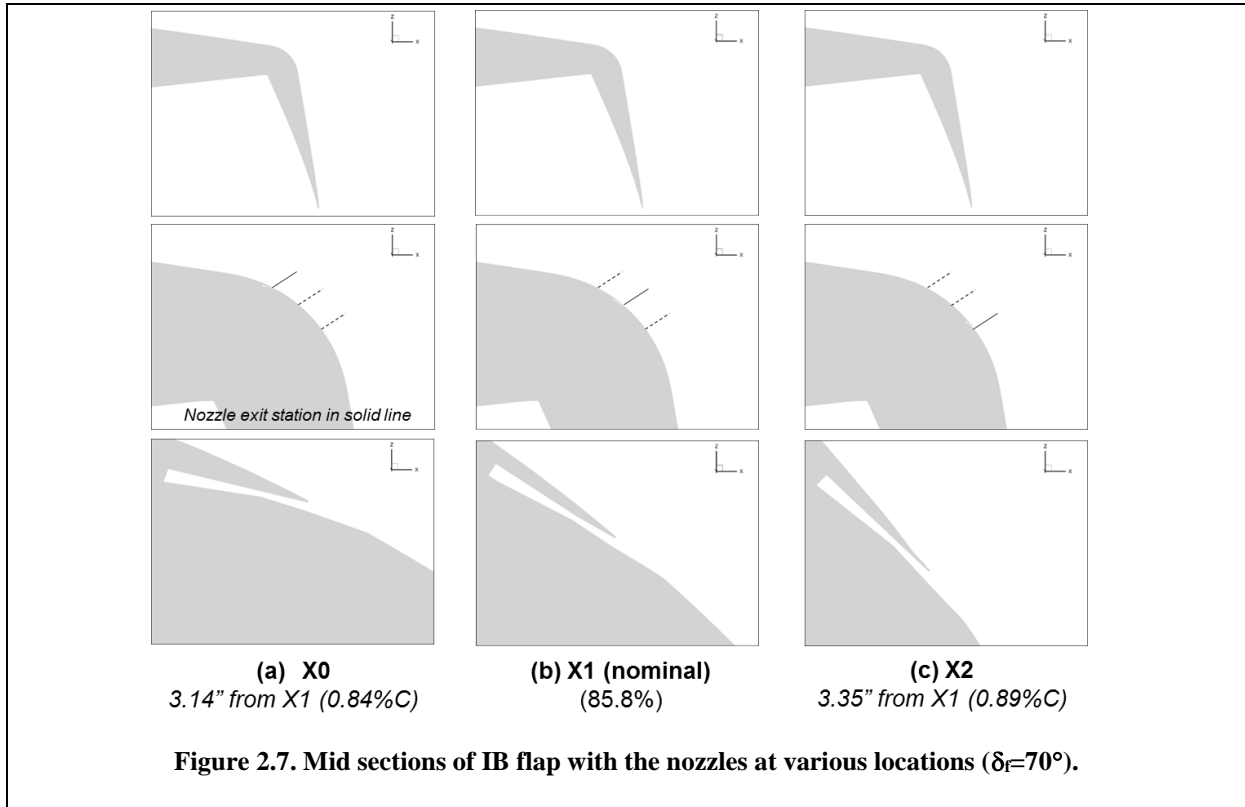 z
x
z
x
z
x
z
x
z
x
z
x
Nozzle exit station in solid line
z
x
z
x
z
x
(a) X0
3.14” from X1 (0.84%C)
(b) X1 (nominal)
(85.8%)
(c) X2
3.35” from X1 (0.89%C)
Figure 2.7. Mid sections of IB flap with the nozzles at various locations (δf=70°).